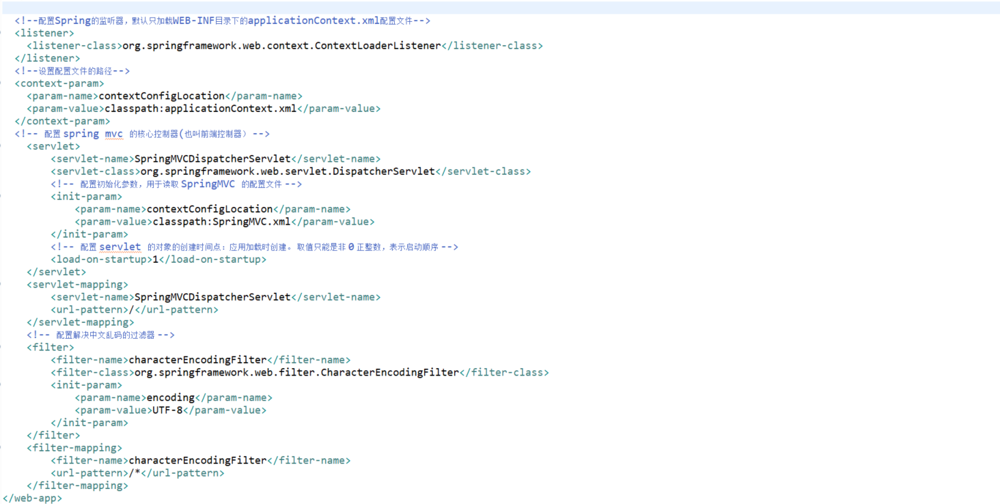 <!--配置Spring的监听器，默认只加载WEB-INF目录下的applicationContext.xml配置文件-->
<listener>
<listener-class>org.springframework.web.context.ContextLoaderListener</listener-class>
</listener>
<!--设置配置文件的路径-->
<context-param>
<param-name>contextConfigLocation</param-name>
<param-value>classpath:applicationContext.xml</param-value>
</context-param>
<!-- 配置 spring mvc 的核心控制器(也叫前端控制器） -->
<servlet>
<servlet-name>SpringMVCDispatcherServlet</servlet-name>
<servlet-class>org.springframework.web.servlet.DispatcherServlet</servlet-class>
<!-- 配置初始化参数，用于读取 SpringMVC 的配置文件 -->
<init-param>
<param-name>contextConfigLocation</param-name>
<param-value>classpath:SpringMVC.xml</param-value>
</init-param>
<!-- 配置 servlet 的对象的创建时间点：应用加载时创建。 取值只能是非 0 正整数，表示启动顺序 -->
<load-on-startup>1</load-on-startup>
</servlet>
<servlet-mapping>
<servlet-name>SpringMVCDispatcherServlet</servlet-name>
<url-pattern>/</url-pattern>
</servlet-mapping>
<!-- 配置解决中文乱码的过滤器 -->
<filter>
<filter-name>characterEncodingFilter</filter-name>
<filter-class>org.springframework.web.filter.CharacterEncodingFilter</filter-class>
<init-param>
<param-name>encoding</param-name>
<param-value>UTF-8</param-value>
</init-param>
</filter>
<filter-mapping>
<filter-name>characterEncodingFilter</filter-name>
<url-pattern>/*</url-pattern>
</filter-mapping>
</web-app>